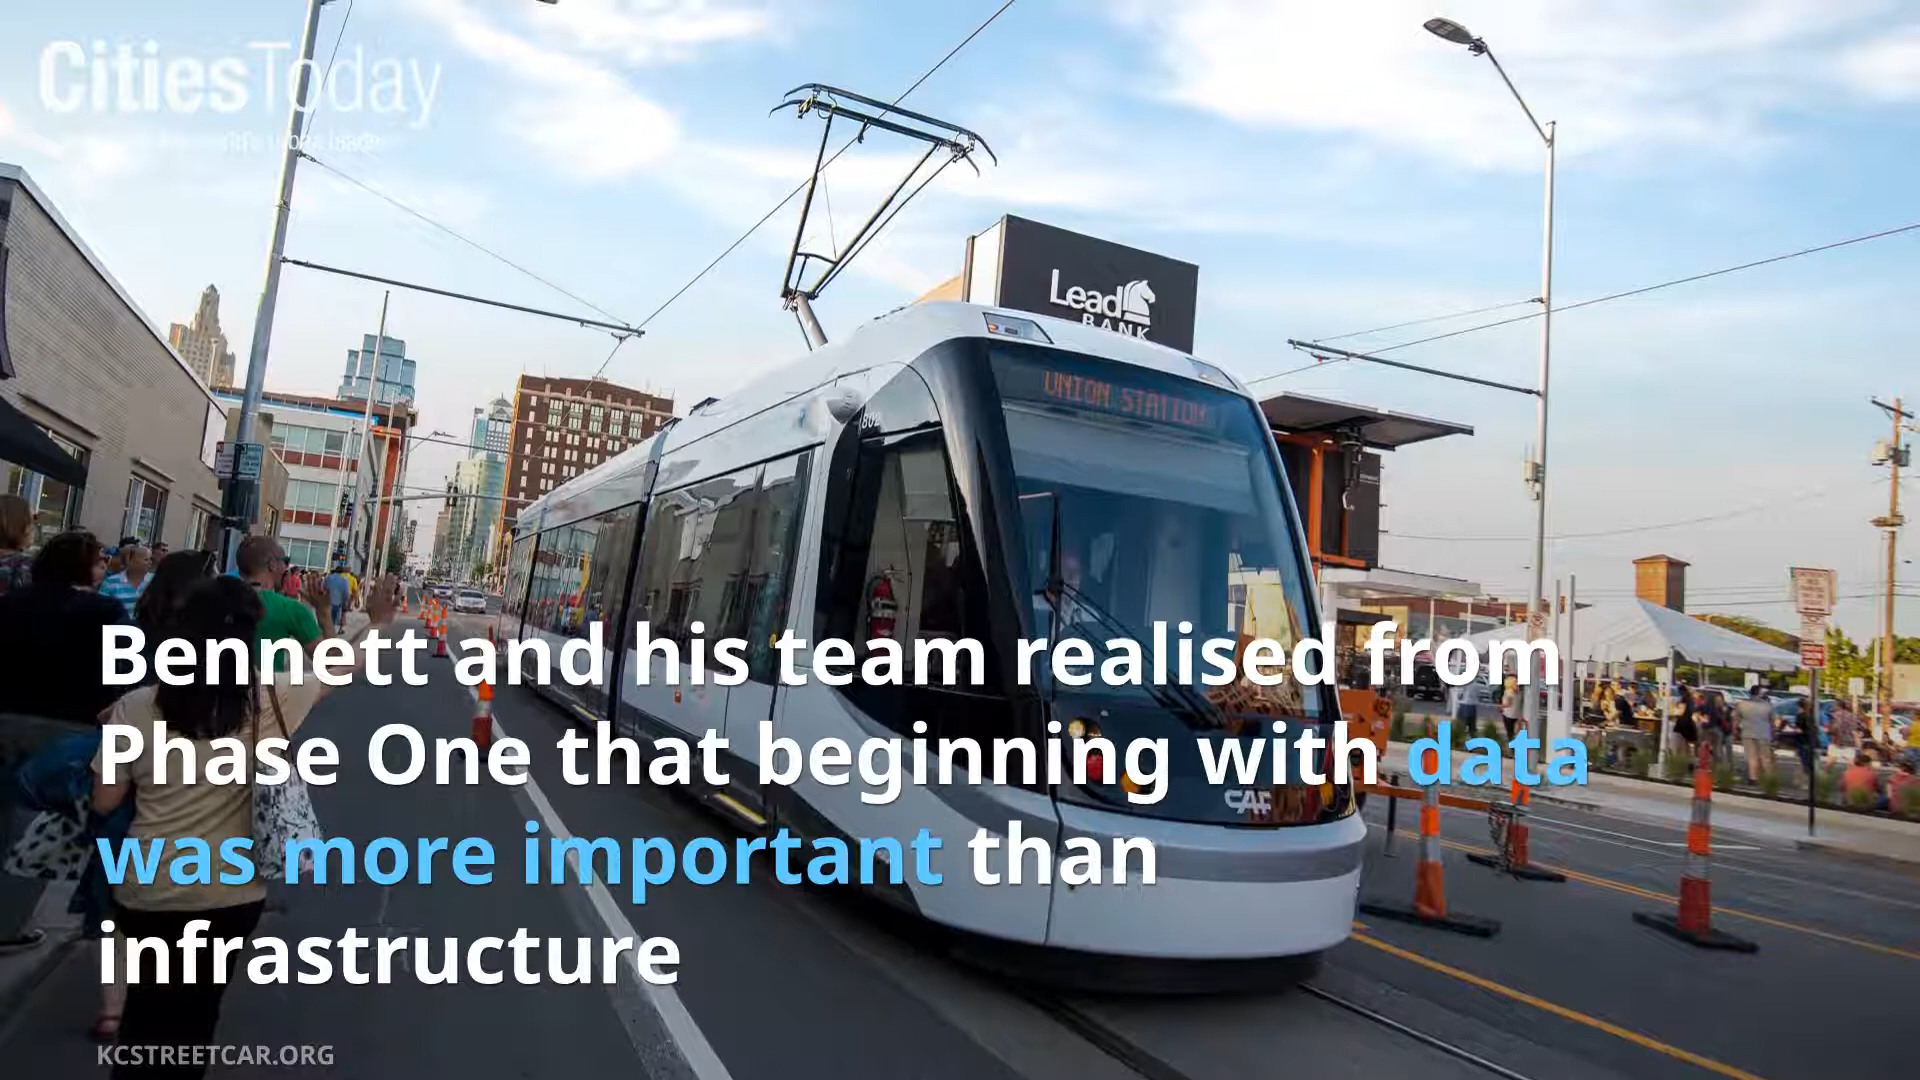 CitiesToday
Lead
BANK
UNION STATION
802
CAF
Bennett and his team realised from
Phase One that beginning with data
was more important than
infrastructure
KCSTREETCAR.ORG